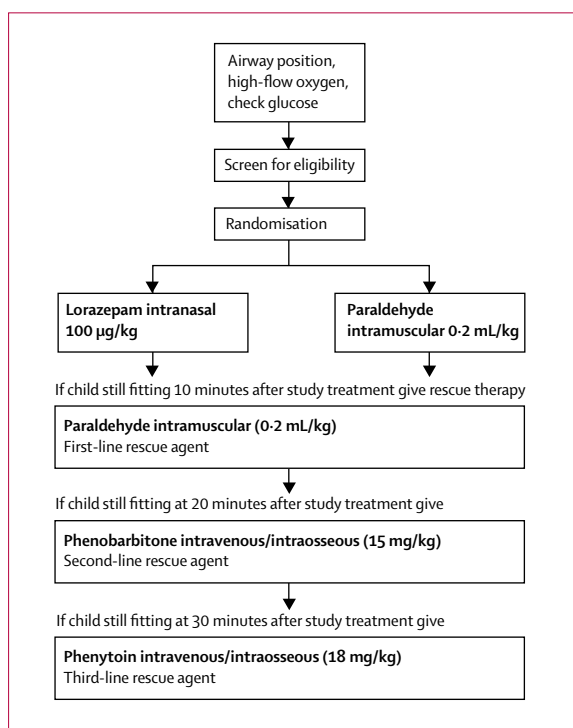 Airway position,
high-flow oxygen,
check glucose
Screen for eligibility
Randomisation
Lorazepam intranasal
100 µg/kg
Paraldehyde
intramuscular 0·2 mL/kg
If child still fitting 10 minutes after study treatment give rescue therapy
Paraldehyde intramuscular (0·2 mL/kg)
First-line rescue agent
If child still fitting at 20 minutes after study treatment give
Phenobarbitone intravenous/intraosseous (15 mg/kg)
Second-line rescue agent
If child still fitting at 30 minutes after study treatment give
Phenytoin intravenous/intraosseous (18 mg/kg)
Third-line rescue agent